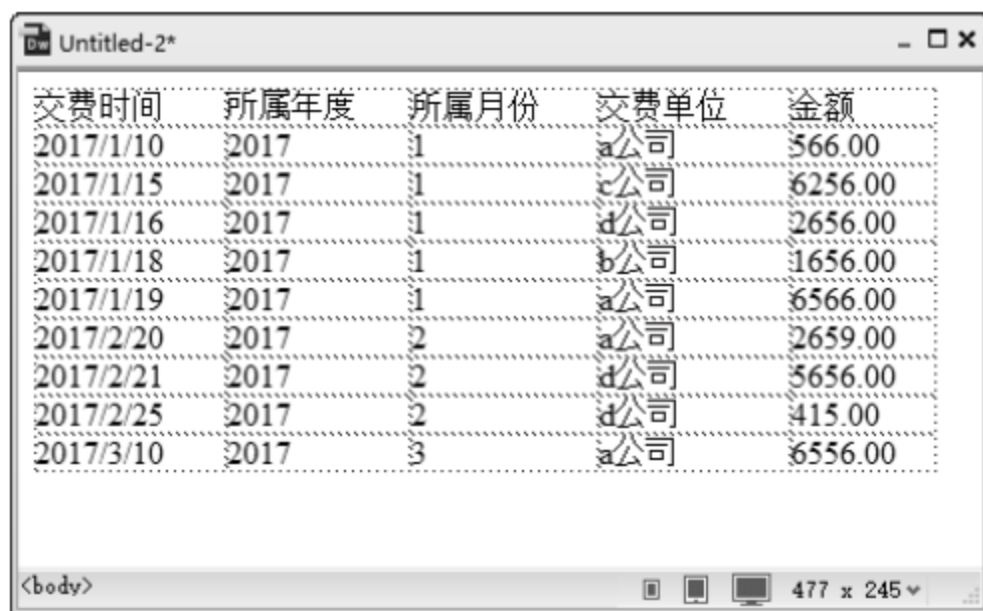 Dw Untitled-2*
交费时间 所属年度 所属月份 交费单位 金额
2017/1/10 2017 1 a公司 566.00
2017/1/15 2017 1 c公司 6256.00
2017/1/16 2017 1 d公司 2656.00
2017/1/18 2017 1 b公司 1656.00
2017/1/19 2017 1 a公司 6566.00
2017/2/20 2017 2 a公司 2659.00
2017/2/21 2017 2 d公司 5656.00
2017/2/25 2017 2 d公司 415.00
2017/3/10 2017 3 a公司 6556.00
<body> 477 x 245